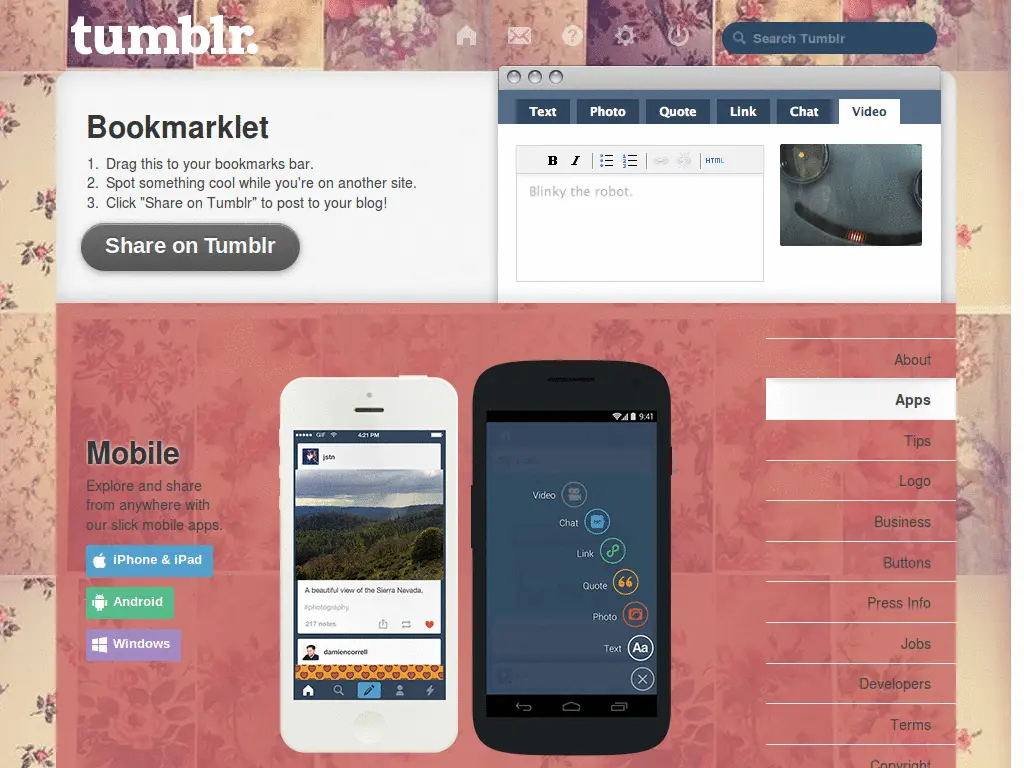 tumblr.
Search Tumblr
Bookmarklet
1. Drag this to your bookmarks bar.
2. Spot something cool while you're on another site.
3. Click "Share on Tumblr" to post to your blog!
Share on Tumblr
Text Photo Quote Link Chat Video
B I HTML
Blinky the robot.
Mobile
Explore and share
from anywhere with
our slick mobile apps.
iPhone & iPad
Android
Windows
GIF 4:21 PM
jstn
A beautiful view of the Sierra Nevada.
#photography
217 notes
damiencorrell
9:41
Video
Chat
Link
Quote
Photo
Text Aa
About
Apps
Tips
Logo
Business
Buttons
Press Info
Jobs
Developers
Terms
Copyright